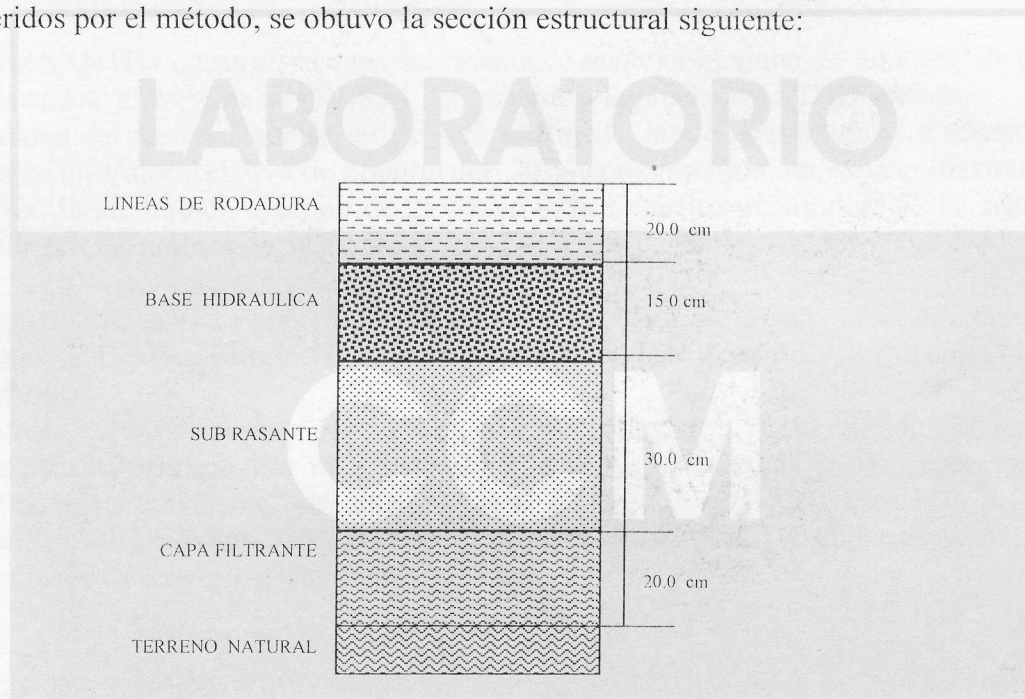 eridos por el método, se obtuvo la sección estructural siguiente:
LABORATORIO
LINEAS DE RODADURA
20.0 cm
BASE HIDRAULICA
15.0 cm
CCM
SUB RASANTE
30.0 cm
CAPA FILTRANTE
20.0 cm
TERRENO NATURAL